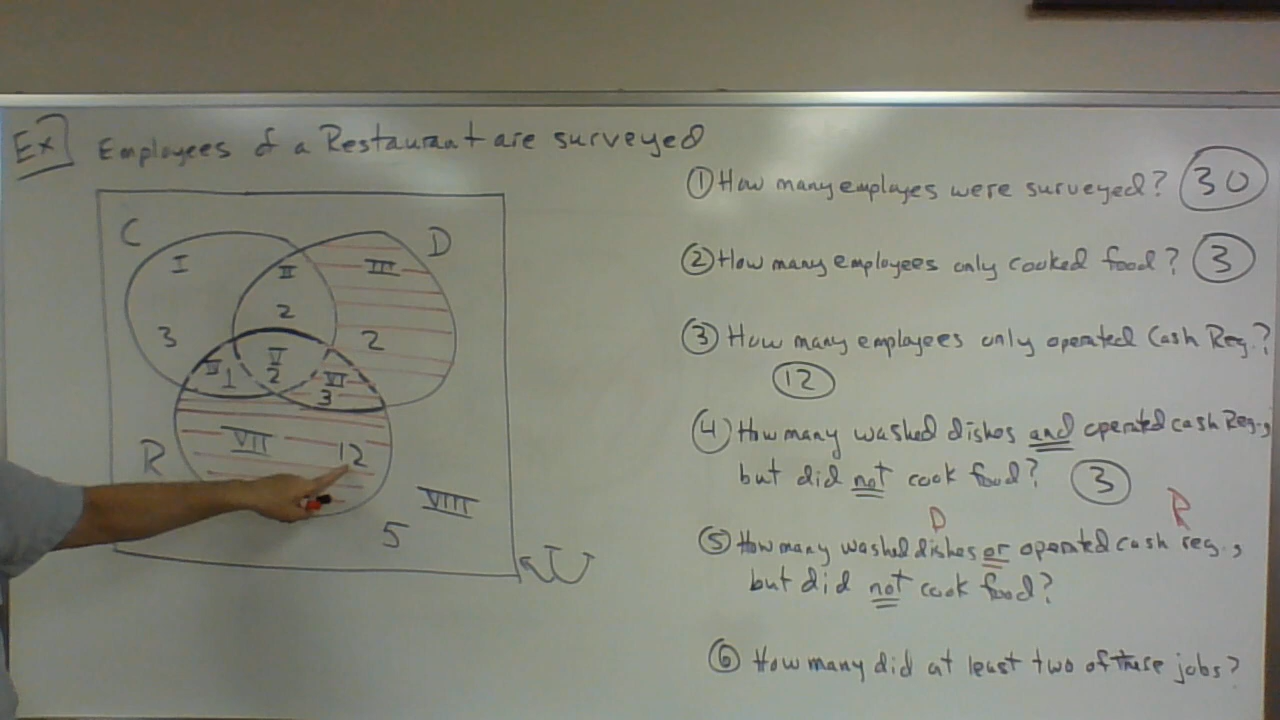 Ex Employees of a Restaurant are surveyed
C
D
I
II
III
3
2
2
IV 1
V
2
VI
3
R
VII
12
VIII
5
U
① How many employes were surveyed? 30
② How many employees only cooked food? 3
③ How many employees only operated Cash Reg.?
12
④ How many washed dishes and operated cash Reg.,
but did not cook food? 3
D
R
⑤ How many washed dishes or operated cash reg.,
but did not cook food?
⑥ How many did at least two of these jobs?